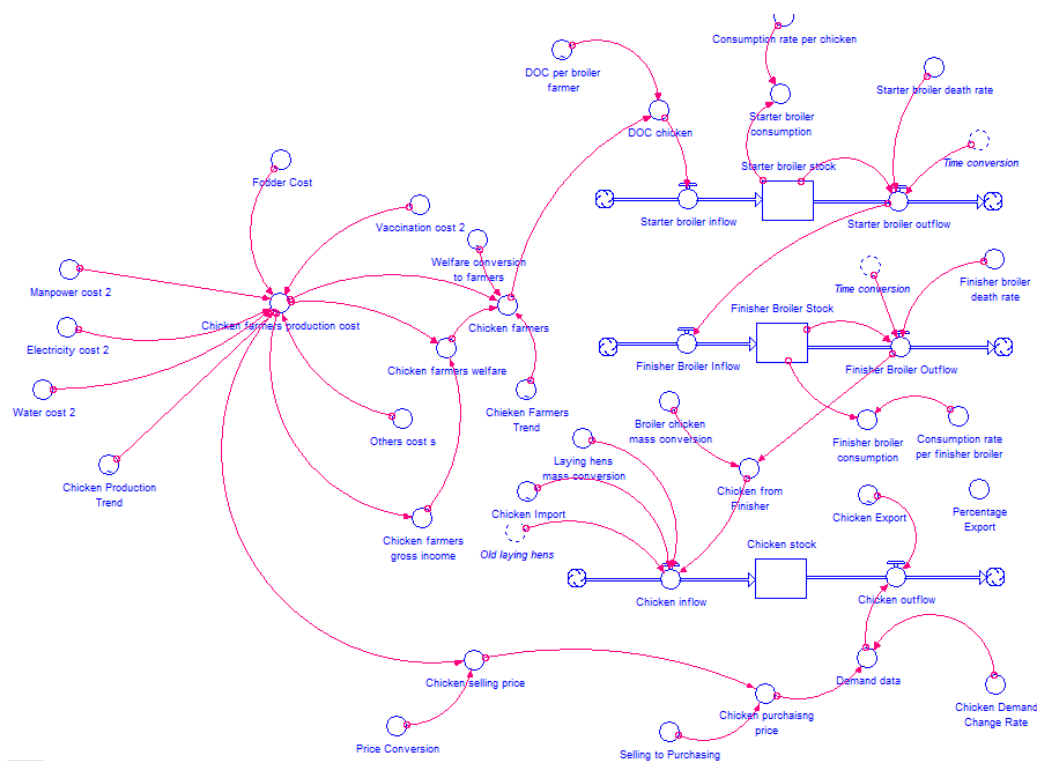 Consumption rate per chicken
DOC per broiler
farmer
Starter broiler death rate
Starter broiler
consumption
DOC chicken
Time conversion
Starter broiler stock
Fodder Cost
Starter broiler inflow
Starter broiler outflow
Vaccination cost 2
Welfare conversion
to farmers
Manpower cost 2
Time conversion
Finisher broiler
death rate
Finisher Broiler Stock
Chicken farmers production cost
Chicken farmers
Electricity cost 2
Chicken farmers welfare
Finisher Broiler Inflow
Finisher Broiler Outflow
Water cost 2
Others cost s
Chieken Farmers
Trend
Broiler chicken
mass conversion
Finisher broiler
consumption
Consumption rate
per finisher broiler
Laying hens
mass conversion
Chicken Production
Trend
Chicken from
Finisher
Chicken Import
Chicken Export
Percentage
Export
Chicken farmers
gross income
Old laying hens
Chicken stock
Chicken inflow
Chicken outflow
Chicken selling price
Demand data
Chicken Demand
Change Rate
Chicken purchaisng
price
Price Conversion
Selling to Purchasing